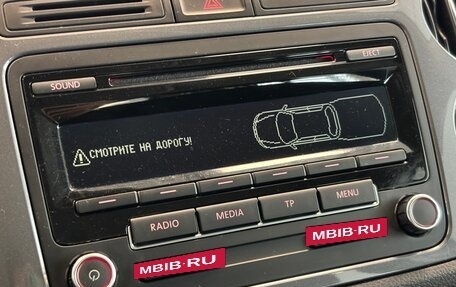 SOUND
EJECT
СМОТРИТЕ НА ДОРОГУ!
RADIO
MEDIA
TP
MENU
MBIB-RU
MBIB-RU